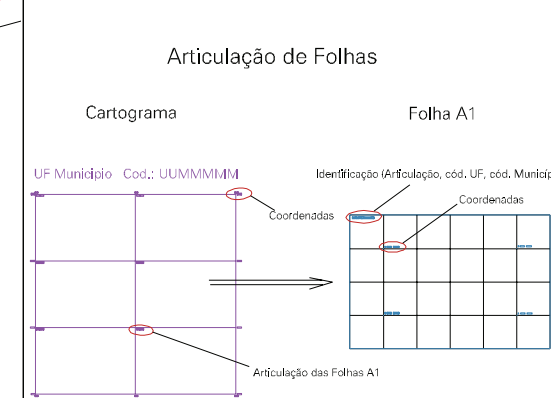 Articulação de Folhas
Cartograma
Folha A1
UF Municipio Cod.: UUMMMMM
Identificação (Articulação, cód. UF, cód. Municíp
Coordenadas
Coordenadas
Articulação das Folhas A1